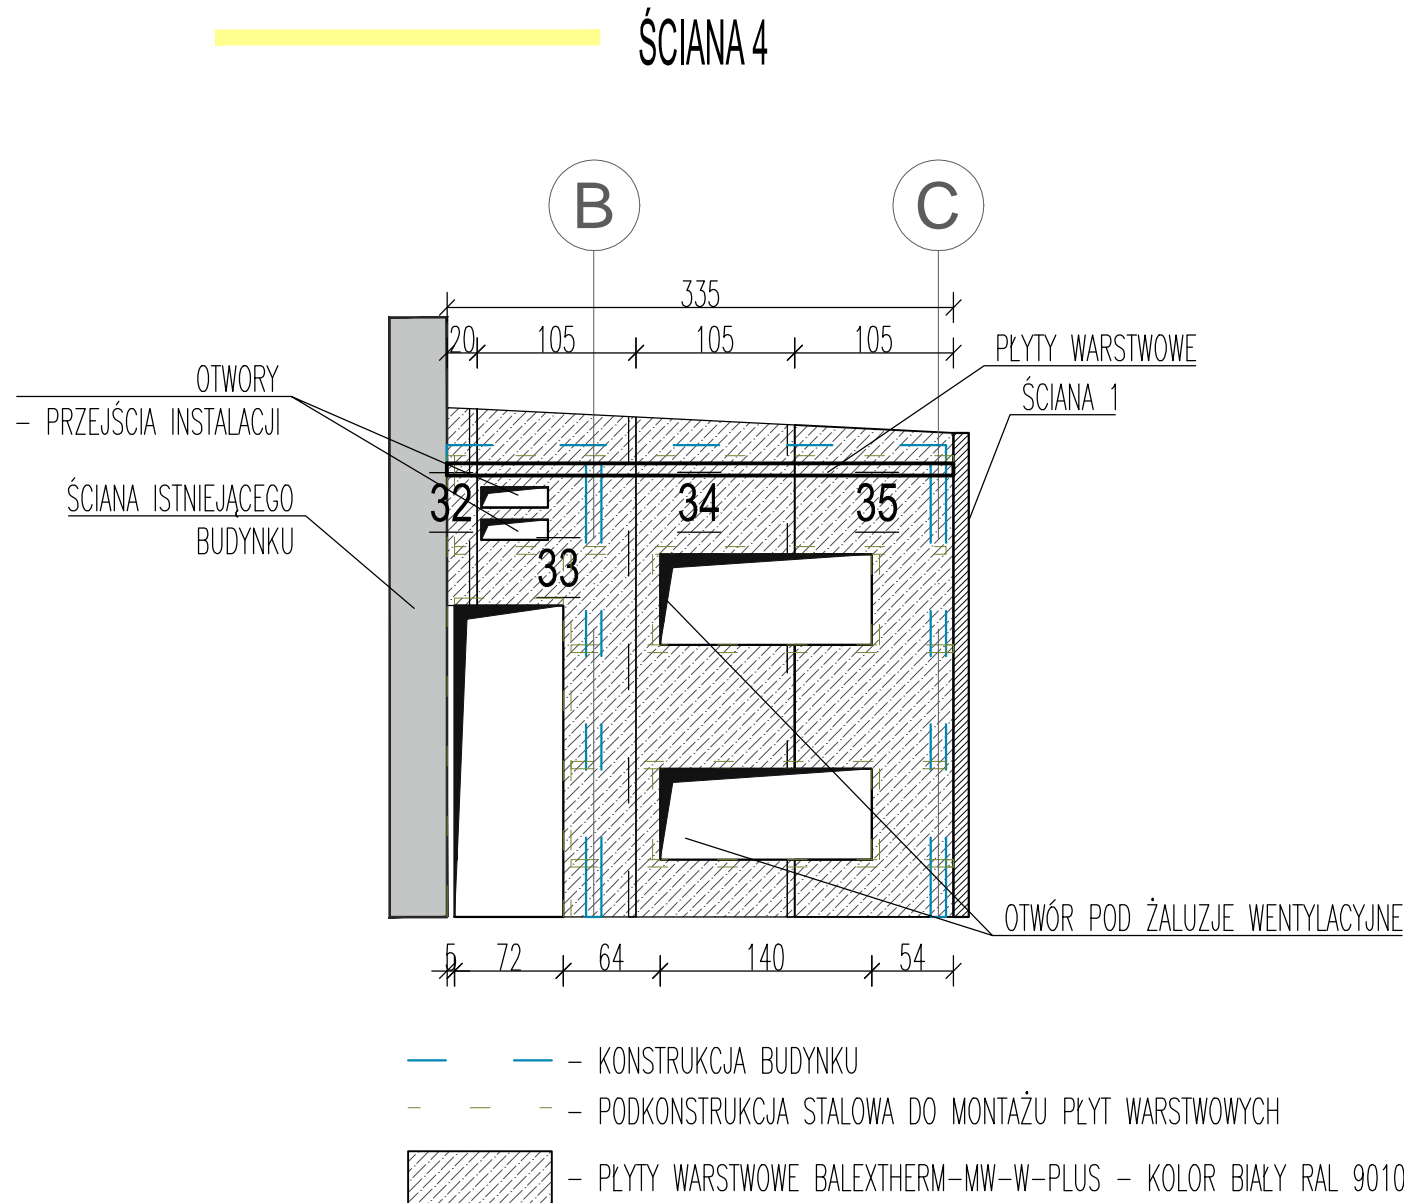 ŚCIANA 4
B
C
335
20
105
105
105
PŁYTY WARSTWOWE
ŚCIANA 1
OTWORY
- PRZEJŚCIA INSTALACJI
ŚCIANA ISTNIEJĄCEGO
BUDYNKU
32
34
35
33
OTWÓR POD ŻALUZJE WENTYLACYJNE
5
72
64
140
54
- KONSTRUKCJA BUDYNKU
- PODKONSTRUKCJA STALOWA DO MONTAŻU PŁYT WARSTWOWYCH
- PŁYTY WARSTWOWE BALEXTHERM-MW-W-PLUS - KOLOR BIAŁY RAL 9010